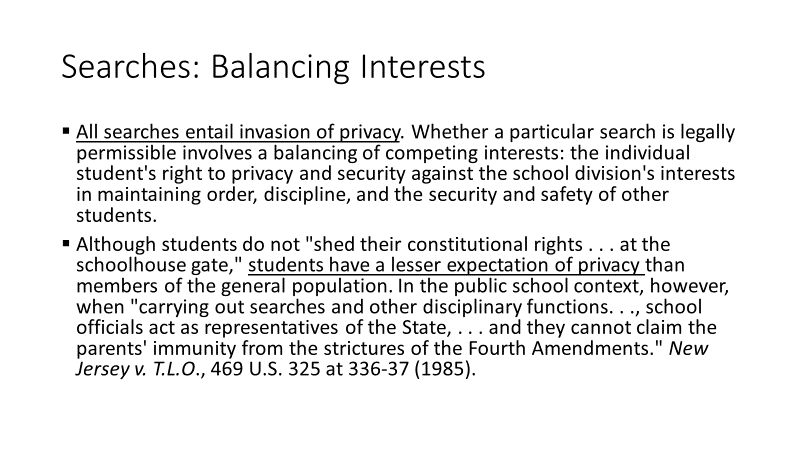 Searches: Balancing Interests
▪ All searches entail invasion of privacy. Whether a particular search is legally
permissible involves a balancing of competing interests: the individual
student's right to privacy and security against the school division's interests
in maintaining order, discipline, and the security and safety of other
students.
▪ Although students do not "shed their constitutional rights . . . at the
schoolhouse gate," students have a lesser expectation of privacy than
members of the general population. In the public school context, however,
when "carrying out searches and other disciplinary functions. . ., school
officials act as representatives of the State, . . . and they cannot claim the
parents' immunity from the strictures of the Fourth Amendments." New
Jersey v. T.L.O., 469 U.S. 325 at 336-37 (1985).